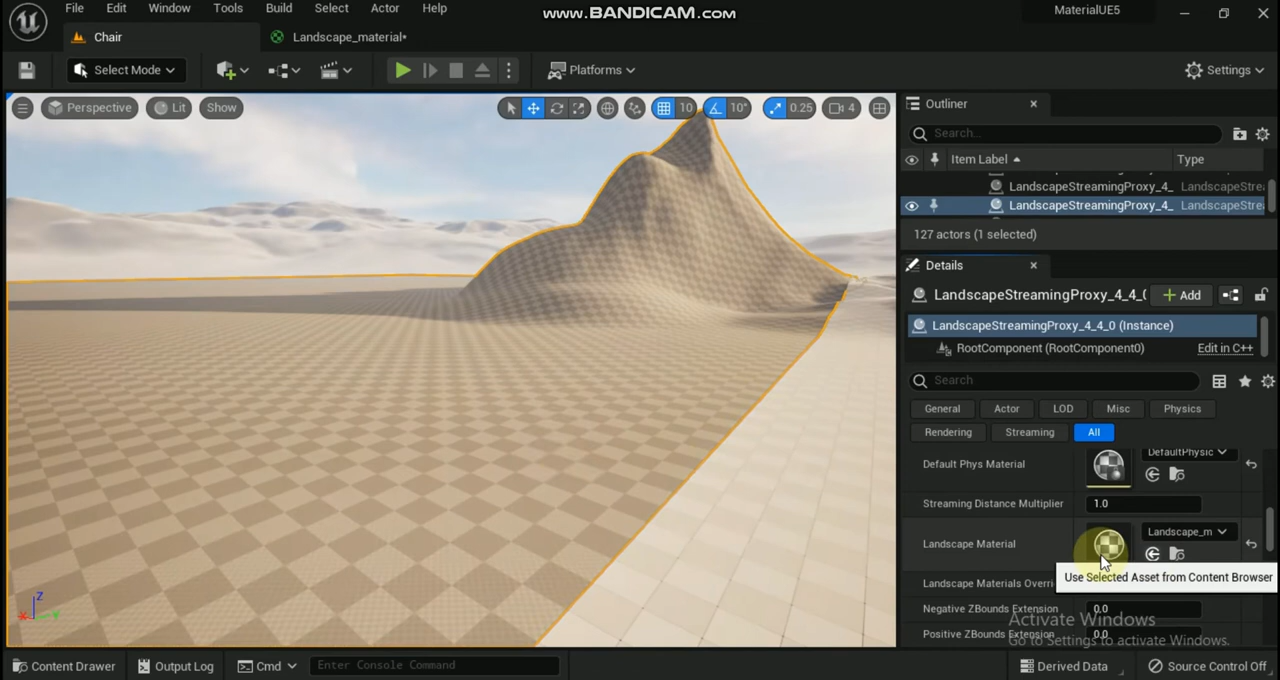 File Edit Window Tools Build Select Actor Help
www.BANDICAM.com
MaterialUE5
Chair
Landscape_material*
Select Mode
Platforms
Settings
Perspective
Lit
Show
10
10°
0.25
4
Outliner
Search...
Item Label
Type
LandscapeStreamingProxy_4_ LandscapeStrea
LandscapeStreamingProxy_4_ LandscapeStrea
127 actors (1 selected)
Details
LandscapeStreamingProxy_4_4_0
Add
LandscapeStreamingProxy_4_4_0 (Instance)
RootComponent (RootComponent0)
Edit in C++
Search
General Actor LOD Misc Physics
Rendering Streaming All
Default Phys Material
DefaultPhysic
Streaming Distance Multiplier
1.0
Landscape Material
Landscape_m
Use Selected Asset from Content Browser
Landscape Materials Overri
Negative ZBounds Extension
0.0
Positive ZBounds Extension
0.0
Activate Windows
Go to Settings to activate Windows.
Z
X
Y
Content Drawer
Output Log
Cmd
Enter Console Command
Derived Data
Source Control Off